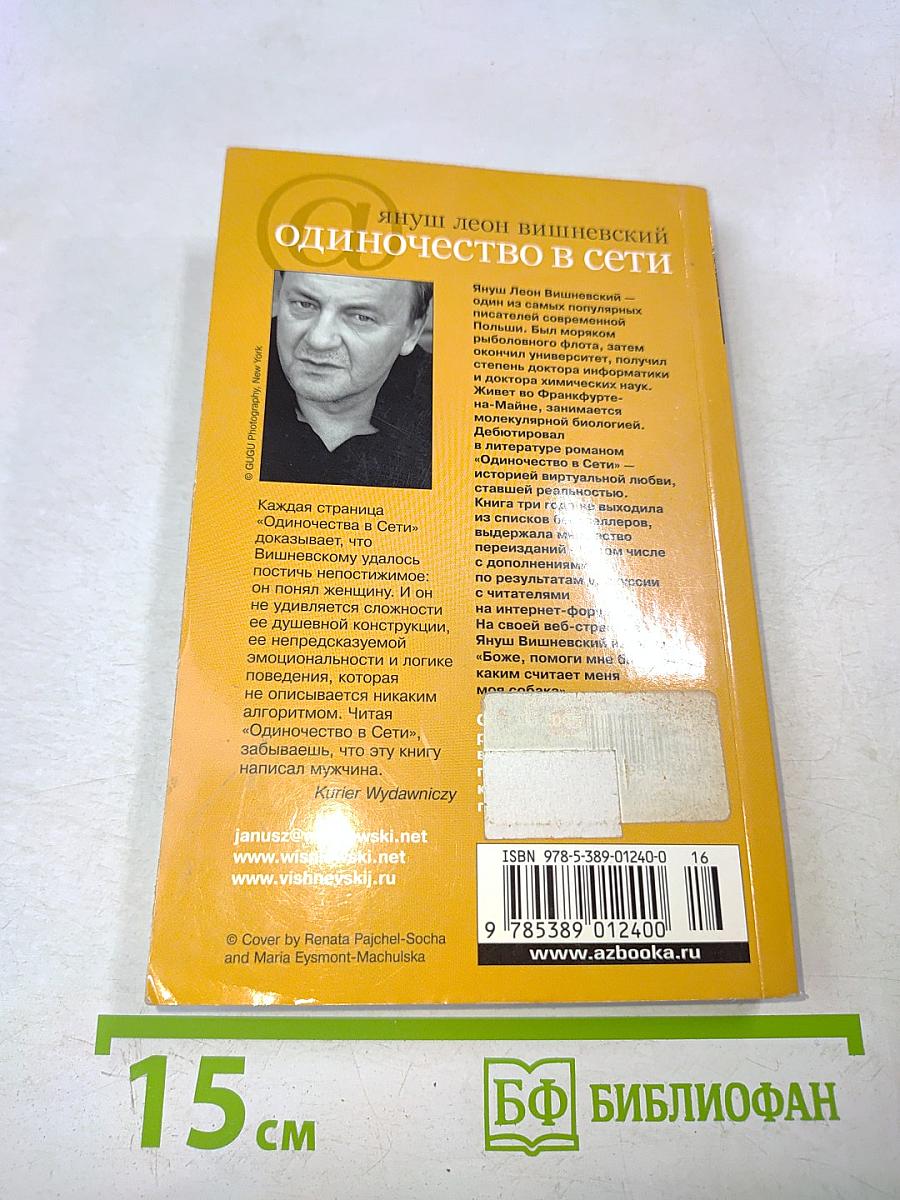 @
януш леон вишневский
одиночество в сети
© GUGU Photography, New York
Януш Леон Вишневский —
один из самых популярных
писателей современной
Польши. Был моряком
рыболовного флота, затем
окончил университет, получил
степень доктора информатики
и доктора химических наук.
Живет во Франкфурте-
на-Майне, занимается
молекулярной биологией.
Дебютировал
в литературе романом
«Одиночество в Сети» —
историей виртуальной любви,
ставшей реальностью.
Книга три года не выходила
из списков бестселлеров,
выдержала множество
переизданий числе
с дополнениями
по результатам
с читателями
на
На своей
Януш Вишневский
«Боже, помоги мне
каким считает меня
моя собака»
Каждая страница
«Одиночества в Сети»
доказывает, что
Вишневскому удалось
постичь непостижимое:
он понял женщину. И он
не удивляется сложности
ее душевной конструкции,
ее непредсказуемой
эмоциональности и логике
поведения, которая
не описывается никаким
алгоритмом. Читая
«Одиночество в Сети»,
забываешь, что эту книгу
написал мужчина.
Kurier Wydawniczy
www.vishnevskij.ru
© Cover by Renata Pajchel-Socha
and Maria Eysmont-Machulska
ISBN 978-5-389-01240-0 16
9 785389 012400
www.azbooka.ru
15 см
БФ БИБЛИОФАН